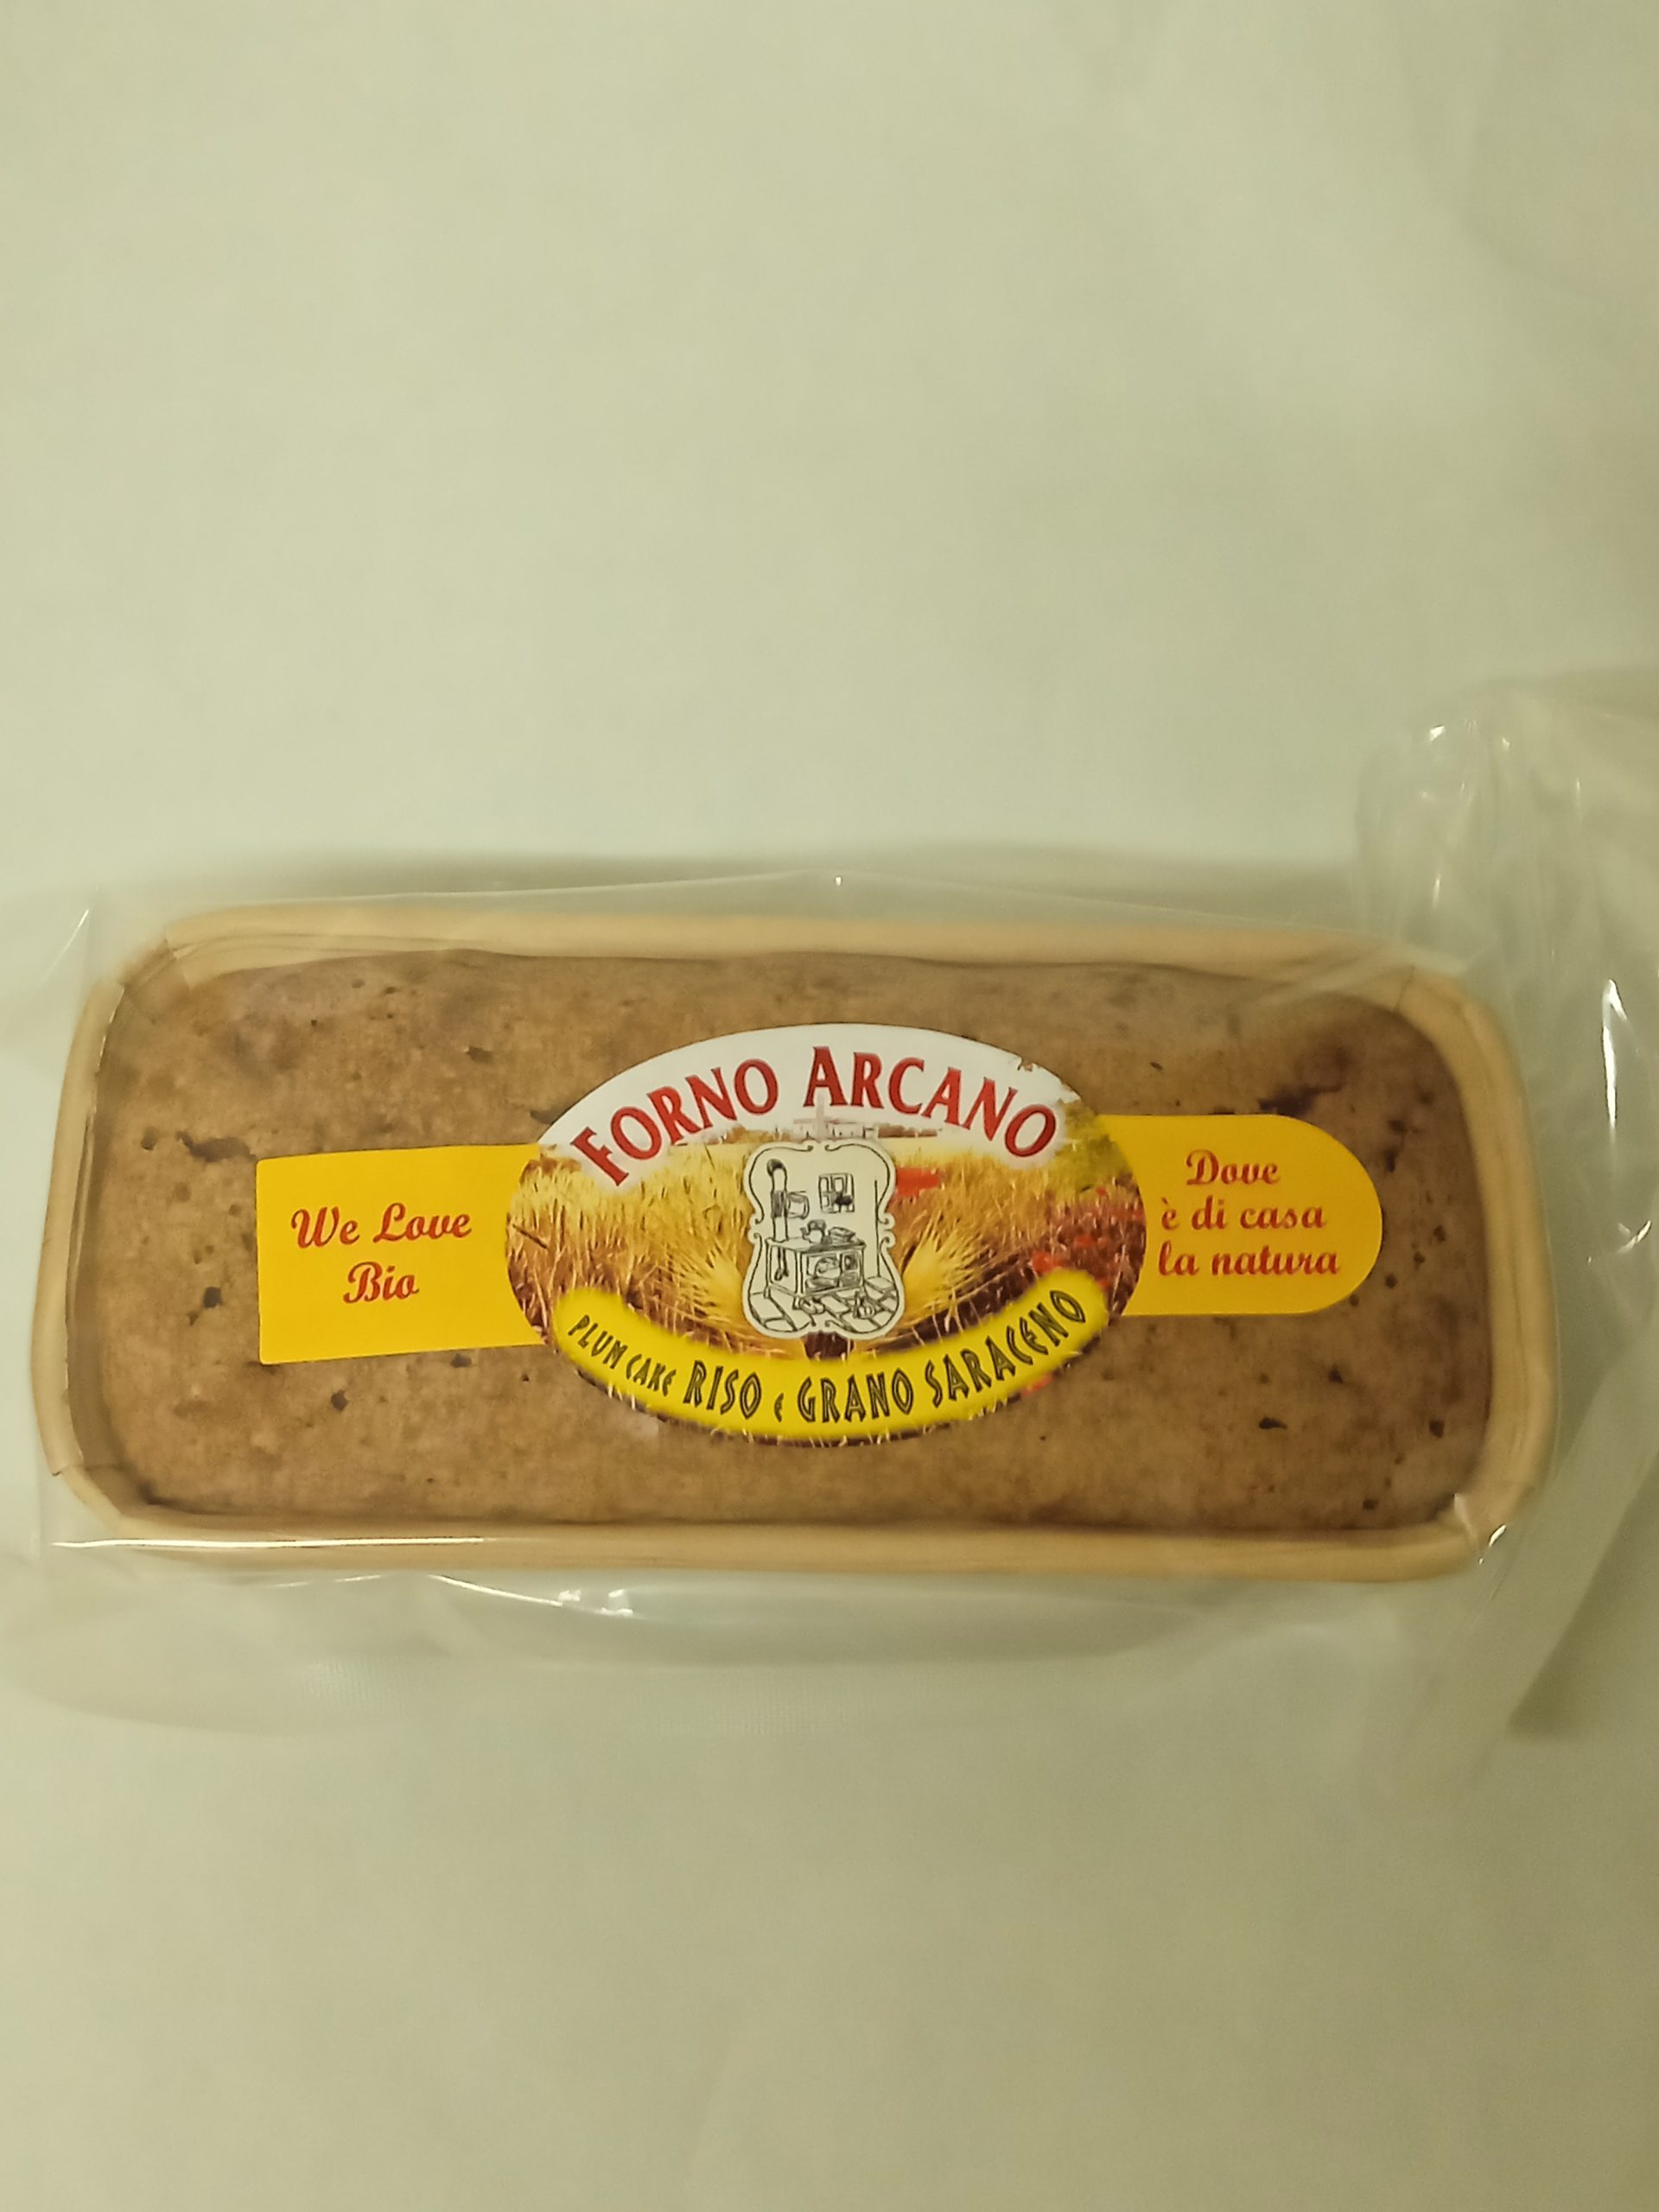 FORNO ARCANO
We Love
Bio
Dove
è di casa
la natura
PLUM CAKE RISO e GRANO SARACENO